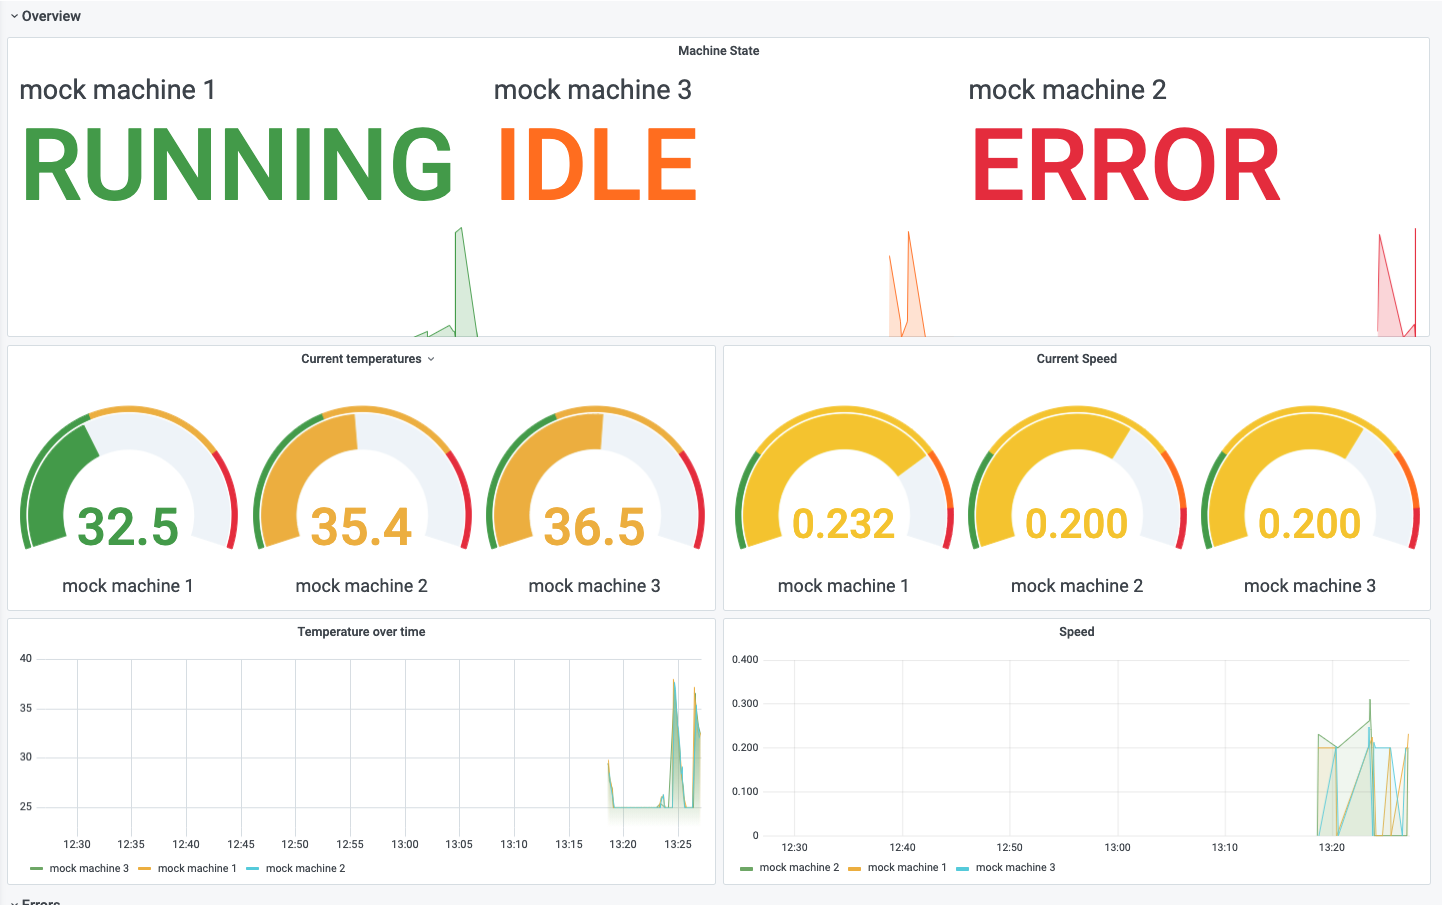 Overview
Machine State
mock machine 1 mock machine 3 mock machine 2
RUNNING IDLE ERROR
Current temperatures
32.5 35.4 36.5
mock machine 1 mock machine 2 mock machine 3
Current Speed
0.232 0.200 0.200
mock machine 1 mock machine 2 mock machine 3
Temperature over time
40
35
30
25
12:30 12:35 12:40 12:45 12:50 12:55 13:00 13:05 13:10 13:15 13:20 13:25
mock machine 3 mock machine 1 mock machine 2
Speed
0.400
0.300
0.200
0.100
0
12:30 12:40 12:50 13:00 13:10 13:20
mock machine 2 mock machine 1 mock machine 3
Errors